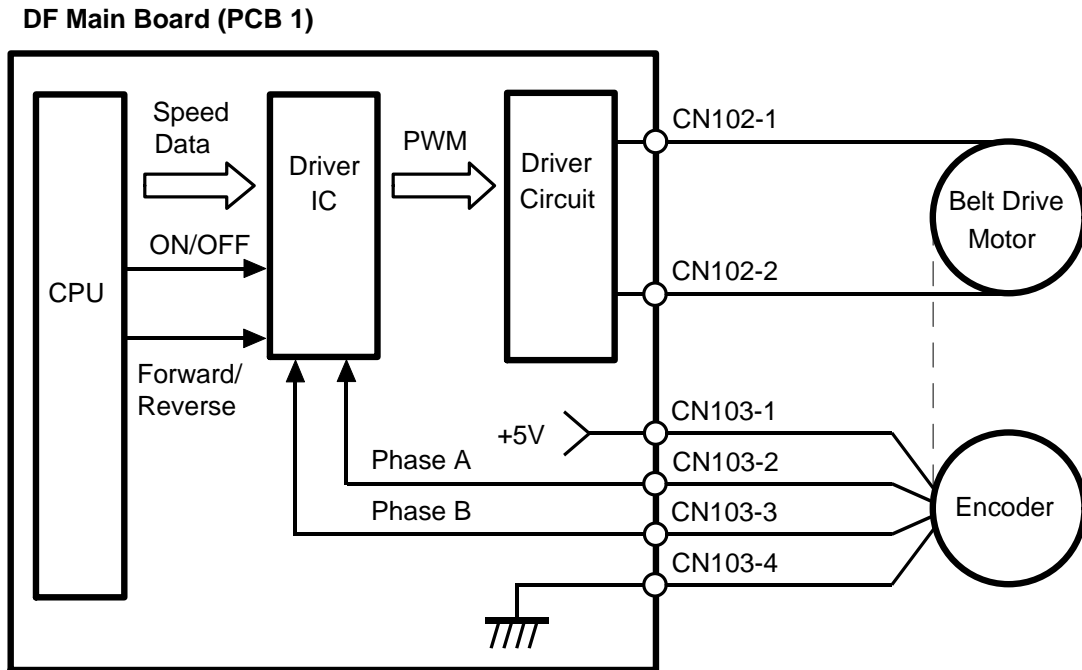 DF Main Board (PCB 1)
Speed
Data
Driver
IC
PWM
Driver
Circuit
CN102-1
Belt Drive
Motor
ON/OFF
CN102-2
CPU
Forward/
Reverse
+5V
CN103-1
Phase A
CN103-2
Phase B
CN103-3
Encoder
CN103-4